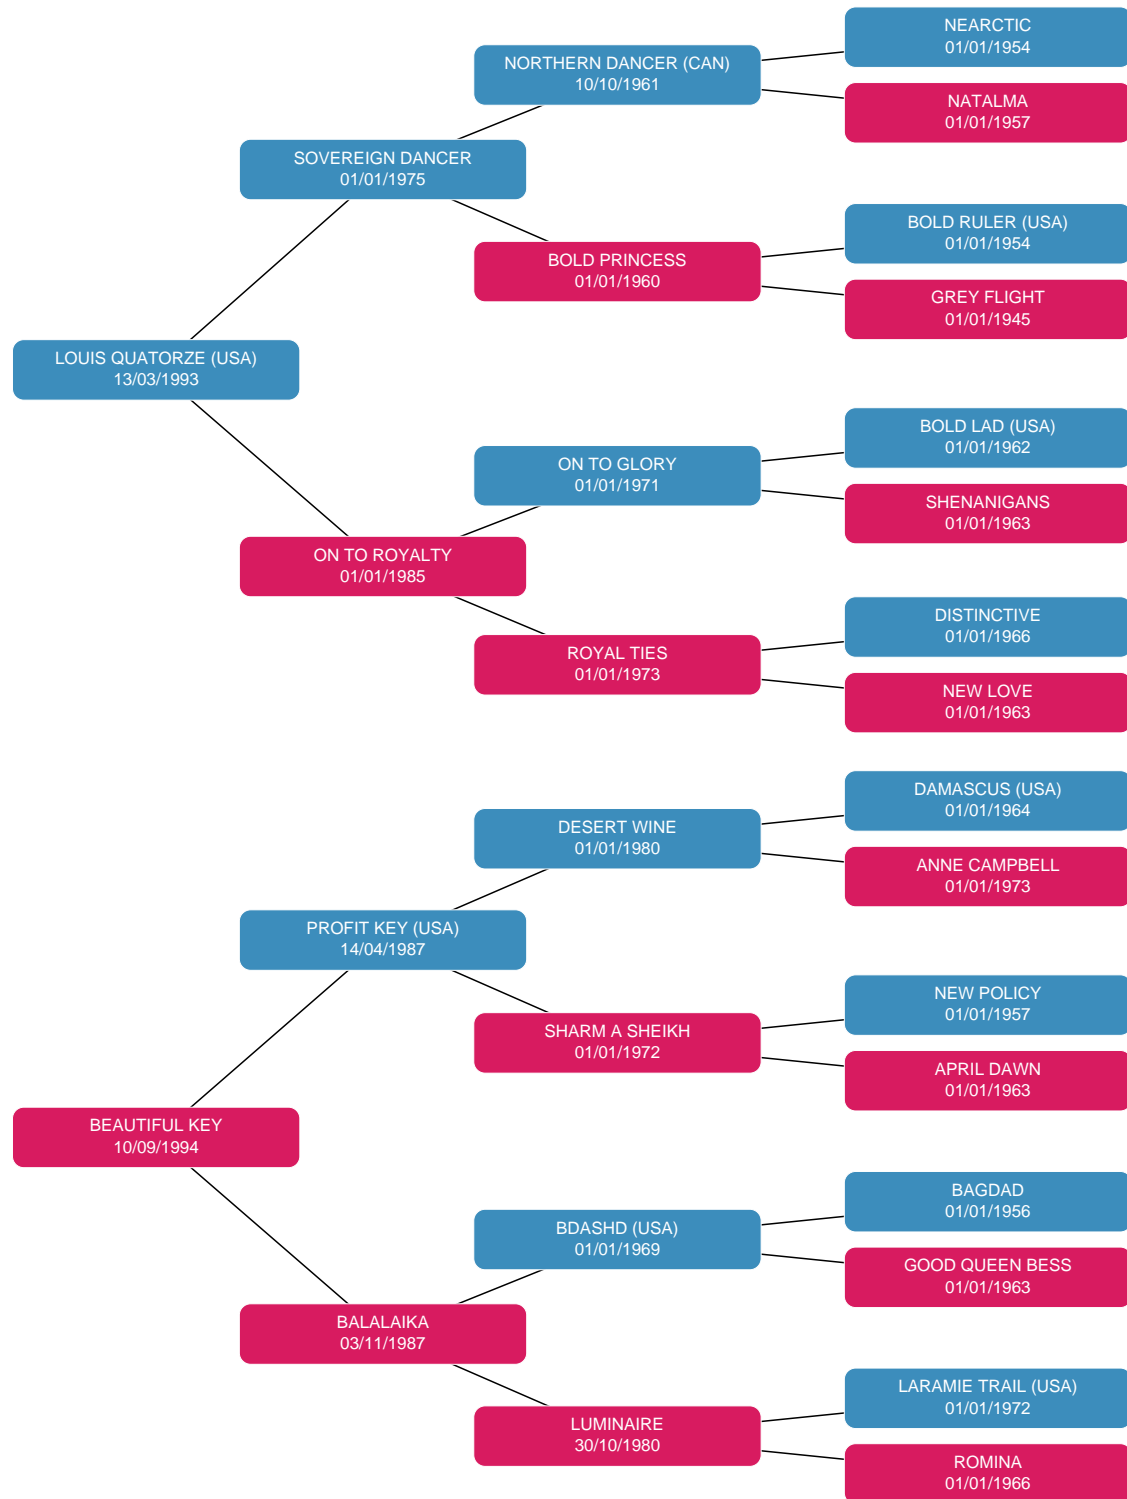 NEARCTIC
01/01/1954
NORTHERN DANCER (CAN)
10/10/1961
NATALMA
01/01/1957
SOVEREIGN DANCER
01/01/1975
BOLD RULER (USA)
01/01/1954
BOLD PRINCESS
01/01/1960
GREY FLIGHT
01/01/1945
LOUIS QUATORZE (USA)
13/03/1993
BOLD LAD (USA)
01/01/1962
ON TO GLORY
01/01/1971
SHENANIGANS
01/01/1963
ON TO ROYALTY
01/01/1985
DISTINCTIVE
01/01/1966
ROYAL TIES
01/01/1973
NEW LOVE
01/01/1963
DAMASCUS (USA)
01/01/1964
DESERT WINE
01/01/1980
ANNE CAMPBELL
01/01/1973
PROFIT KEY (USA)
14/04/1987
NEW POLICY
01/01/1957
SHARM A SHEIKH
01/01/1972
APRIL DAWN
01/01/1963
BEAUTIFUL KEY
10/09/1994
BAGDAD
01/01/1956
BDASHD (USA)
01/01/1969
GOOD QUEEN BESS
01/01/1963
BALALAIKA
03/11/1987
LARAMIE TRAIL (USA)
01/01/1972
LUMINAIRE
30/10/1980
ROMINA
01/01/1966